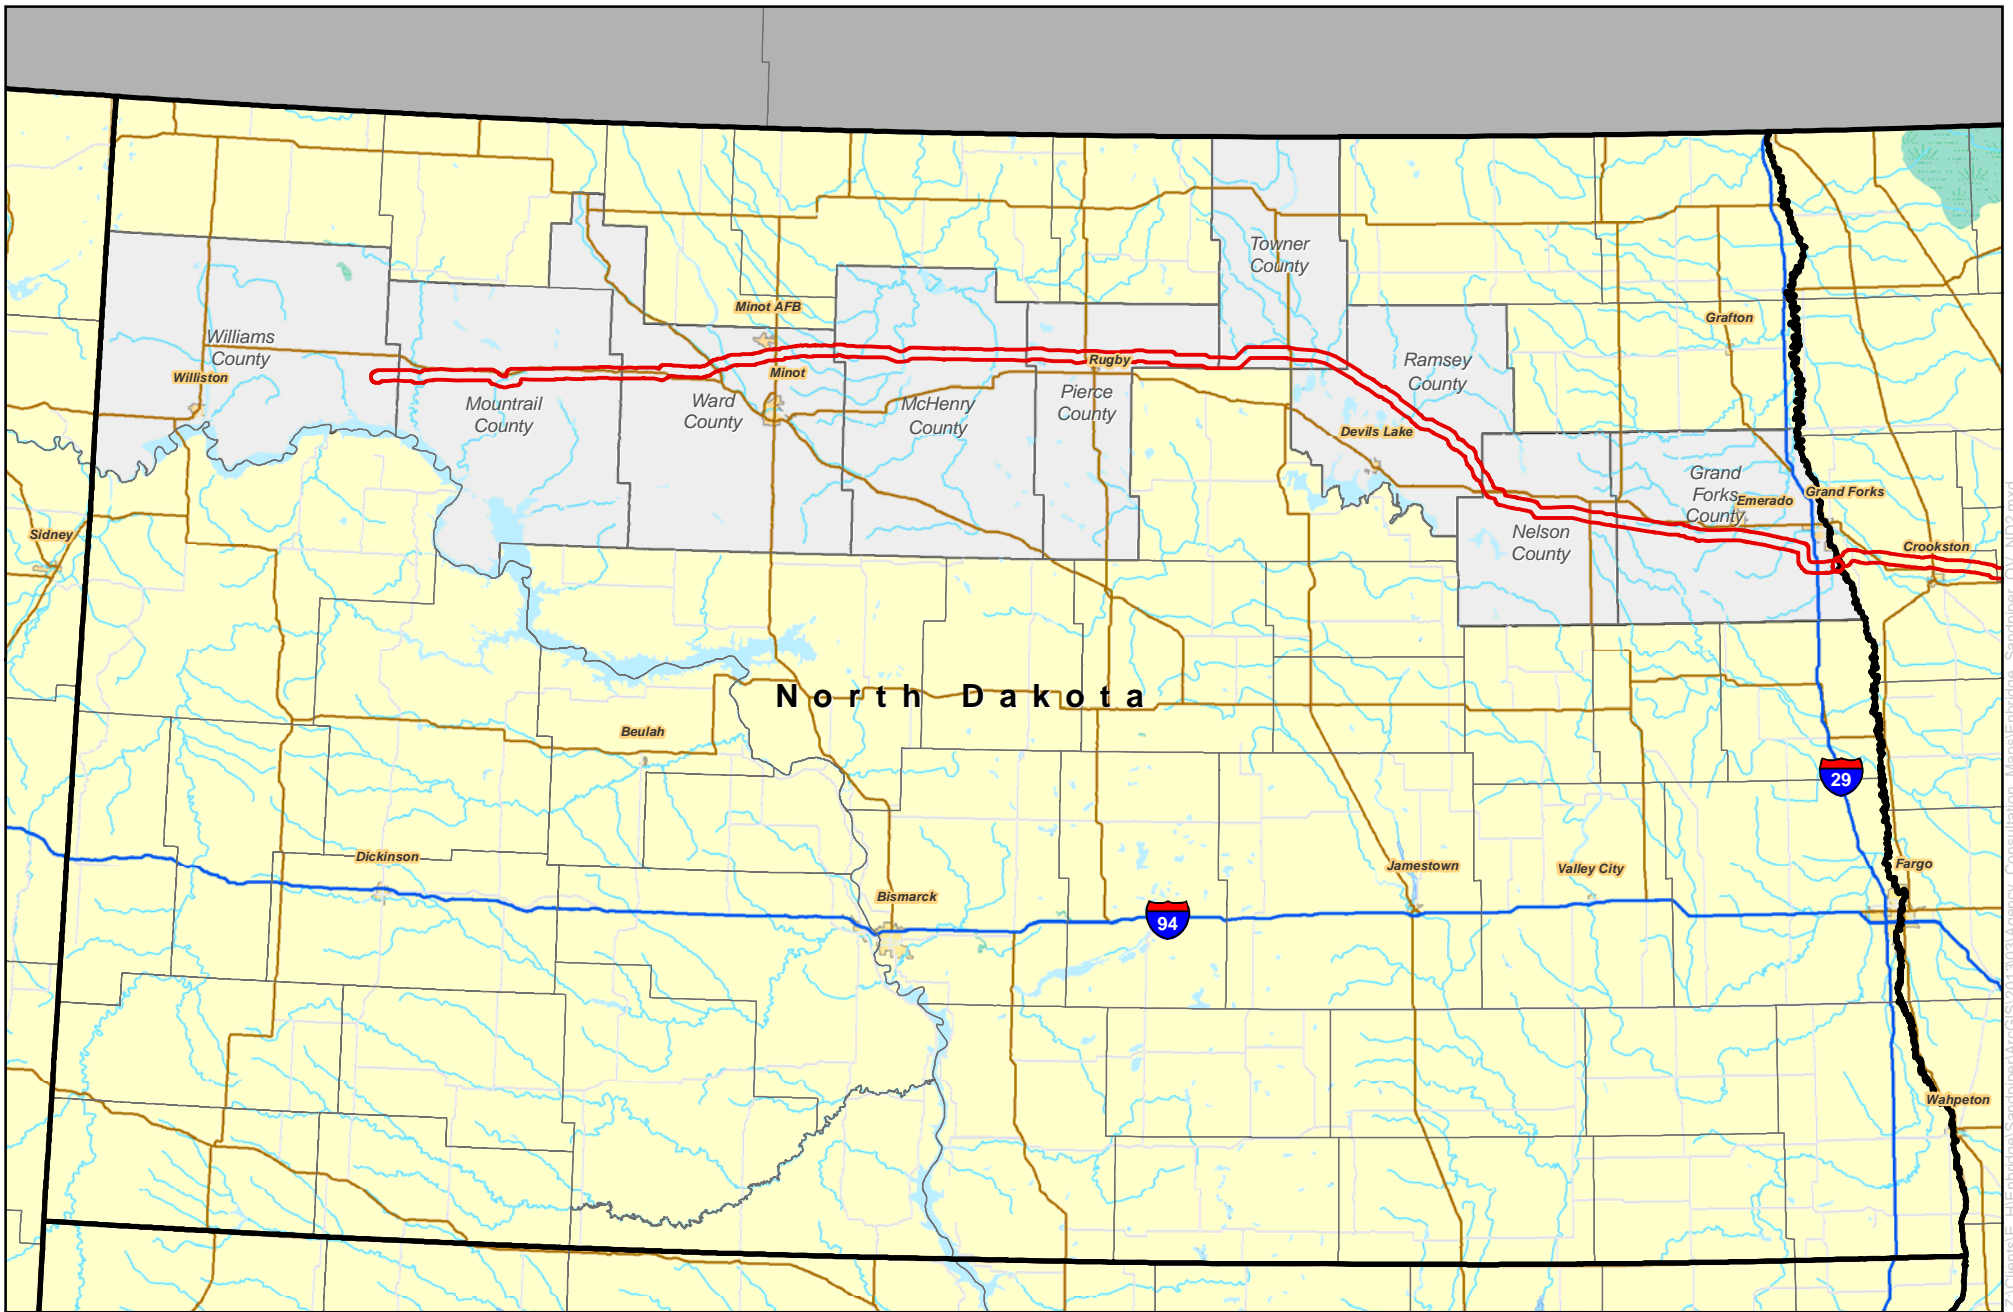 Towner
County
Minot AFB
Grafton
Williams
County
Rugby
Ramsey
County
Williston
Minot
Mountrail
County
Ward
County
McHenry
County
Pierce
County
Devils Lake
Grand
Forks
County
Emerado
Grand Forks
Sidney
Nelson
County
Crookston
North Dakota
Beulah
29
Dickinson
Jamestown
Valley City
Fargo
Bismarck
94
Wahpeton